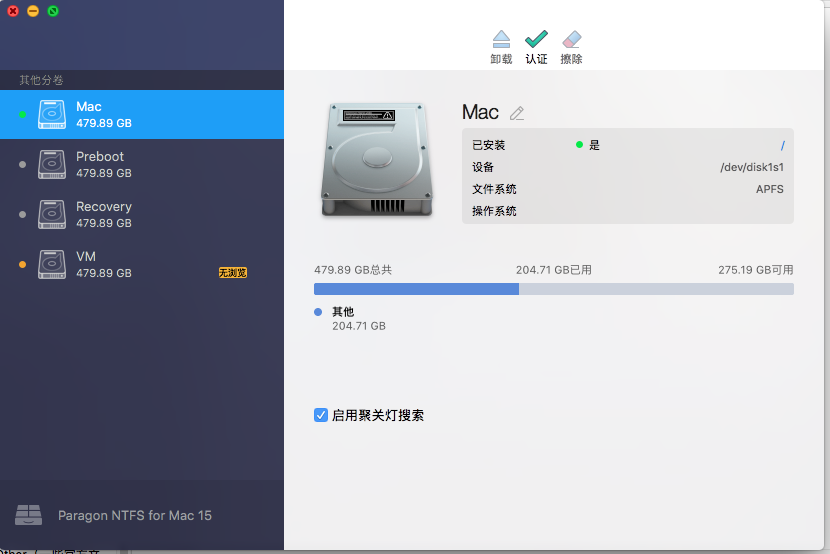 卸载 认证 擦除
其他分卷
Mac
479.89 GB
Preboot
479.89 GB
Recovery
479.89 GB
VM
479.89 GB
无浏览
Paragon NTFS for Mac 15
Mac
已安装 是 /
设备 /dev/disk1s1
文件系统 APFS
操作系统
479.89 GB总共 204.71 GB已用 275.19 GB可用
其他
204.71 GB
启用聚关灯搜索